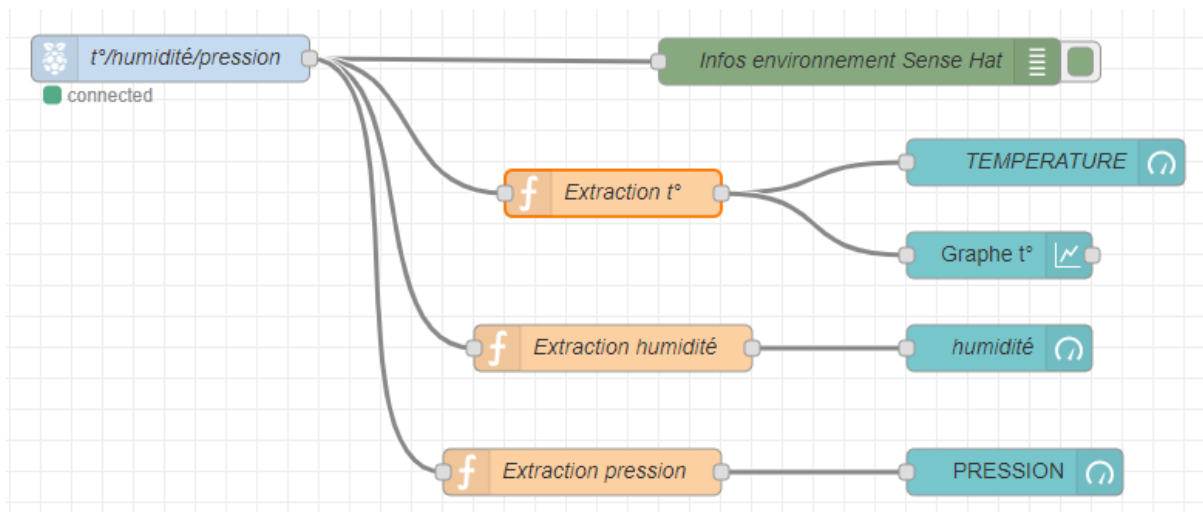 t°/humidité/pression
connected
Infos environnement Sense Hat
Extraction t°
TEMPERATURE
Graphe t°
Extraction humidité
humidité
Extraction pression
PRESSION